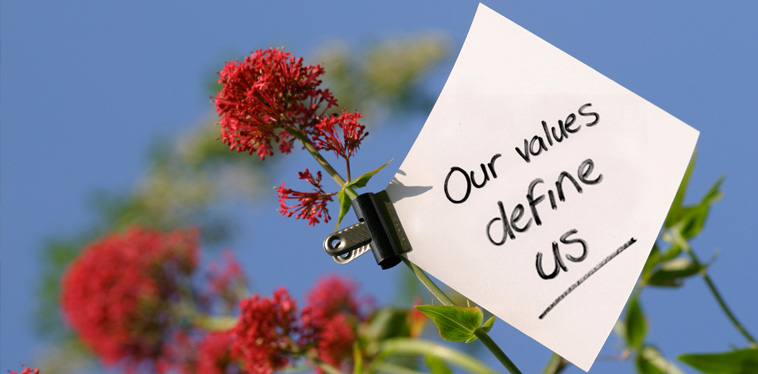 Our values
define
us